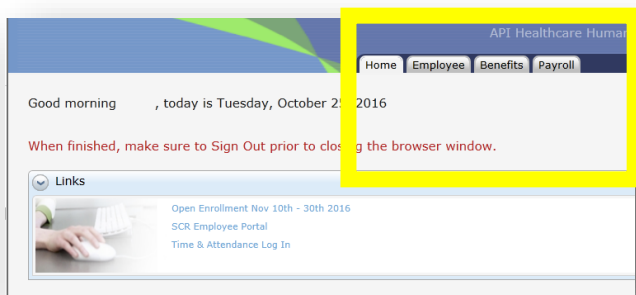 API Healthcare Human
Home Employee Benefits Payroll
Good morning , today is Tuesday, October 25, 2016
When finished, make sure to Sign Out prior to closing the browser window.
Links
Open Enrollment Nov 10th - 30th 2016
SCR Employee Portal
Time & Attendance Log In